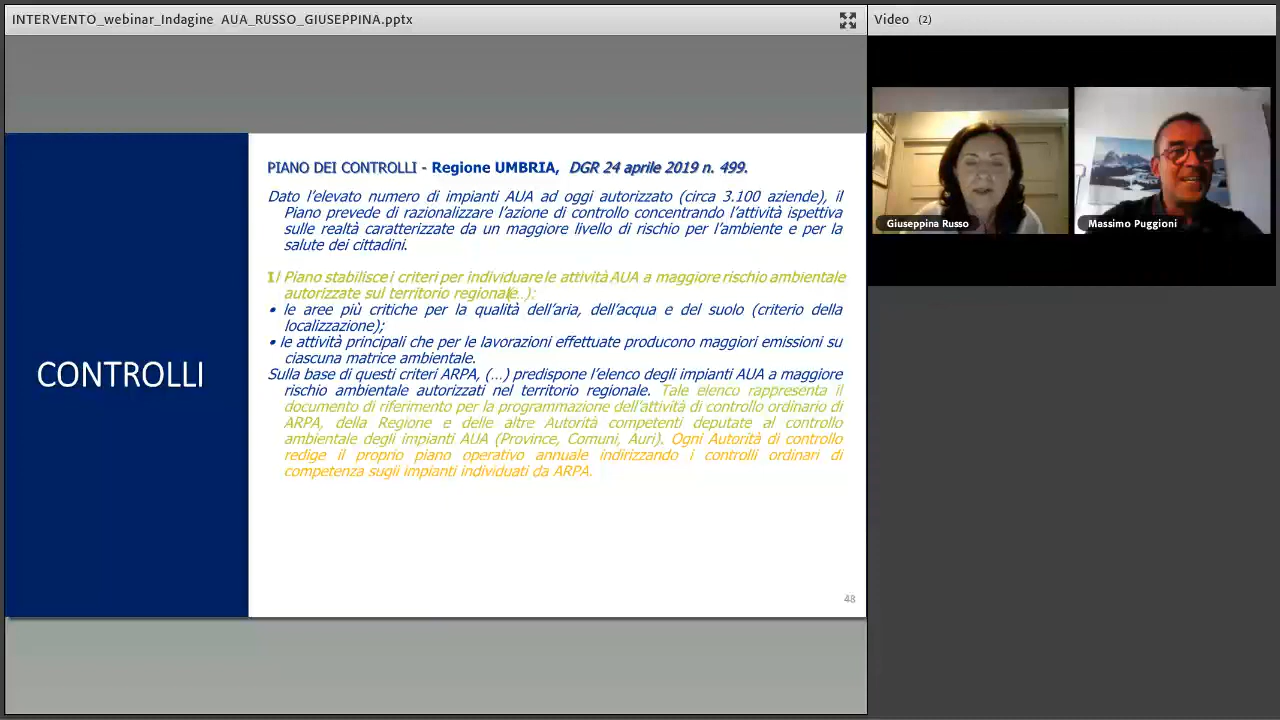 INTERVENTO_webinar_Indagine AUA_RUSSO_GIUSEPPINA.pptx
Video (2)
Giuseppina Russo
Massimo Puggioni
CONTROLLI
PIANO DEI CONTROLLI - Regione UMBRIA, DGR 24 aprile 2019 n. 499.
Dato l'elevato numero di impianti AUA ad oggi autorizzato (circa 3.100 aziende), il
Piano prevede di razionalizzare l'azione di controllo concentrando l'attività ispettiva
sulle realtà caratterizzate da un maggiore livello di rischio per l'ambiente e per la
salute dei cittadini.
Il Piano stabilisce i criteri per individuare le attività AUA a maggiore rischio ambientale
autorizzate sul territorio regionale (…);
• le aree più critiche per la qualità dell'aria, dell'acqua e del suolo (criterio della
localizzazione);
• le attività principali che per le lavorazioni effettuate producono maggiori emissioni su
ciascuna matrice ambientale.
Sulla base di questi criteri ARPA, (…) predispone l'elenco degli impianti AUA a maggiore
rischio ambientale autorizzati nel territorio regionale. Tale elenco rappresenta il
documento di riferimento per la programmazione dell'attività di controllo ordinario di
ARPA, della Regione e delle altre Autorità competenti deputate al controllo
ambientale degli impianti AUA (Province, Comuni, Auri). Ogni Autorità di controllo
redige il proprio piano operativo annuale indirizzando i controlli ordinari di
competenza sugli impianti individuati da ARPA.
48